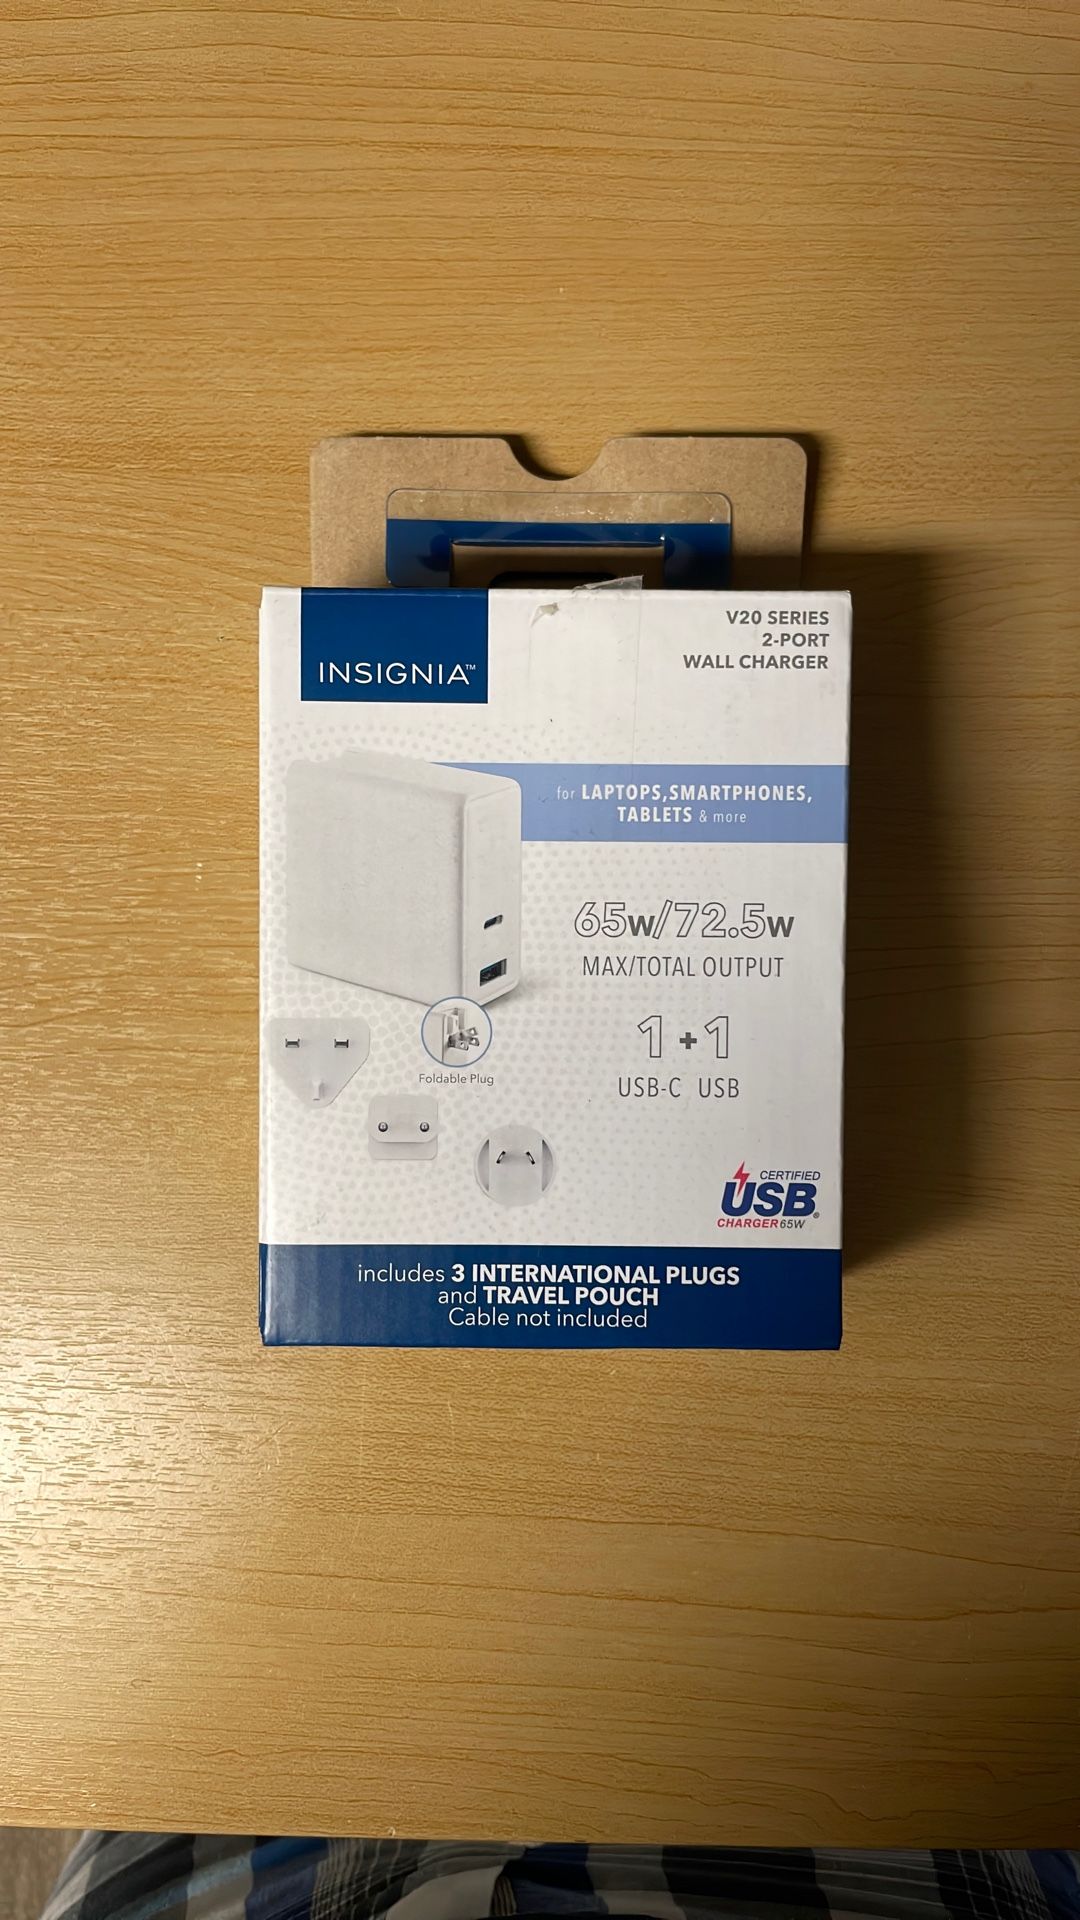 INSIGNIA™
V20 SERIES
2-PORT
WALL CHARGER
for LAPTOPS,SMARTPHONES,
TABLETS & more
65w/72.5w
MAX/TOTAL OUTPUT
1+1
USB-C USB
Foldable Plug
CERTIFIED
USB®
CHARGER 65W
includes 3 INTERNATIONAL PLUGS
and TRAVEL POUCH
Cable not included